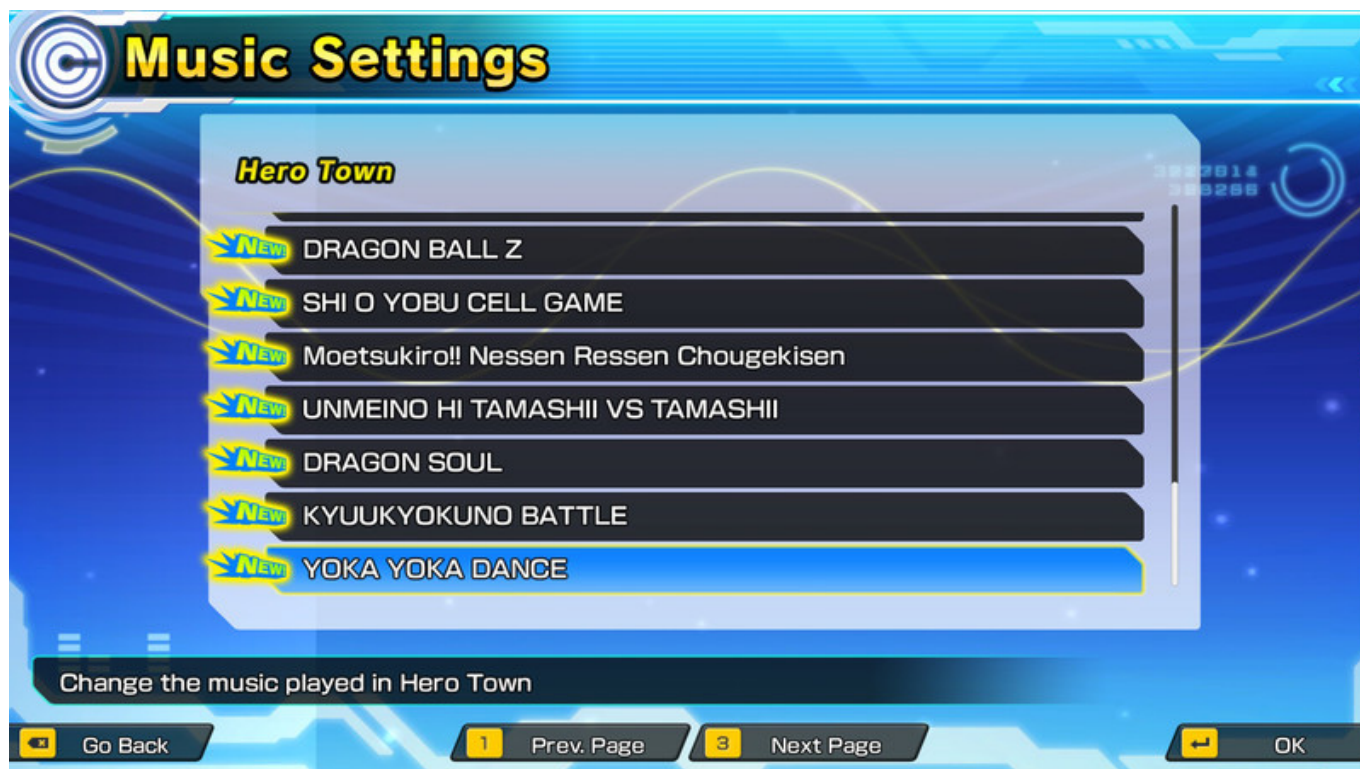 Music Settings
Hero Town
NEW! DRAGON BALL Z
NEW! SHI O YOBU CELL GAME
NEW! Moetsukiro!! Nessen Ressen Chougekisen
NEW! UNMEINO HI TAMASHII VS TAMASHII
NEW! DRAGON SOUL
NEW! KYUUKYOKUNO BATTLE
NEW! YOKA YOKA DANCE
Change the music played in Hero Town
Go Back 1 Prev. Page 3 Next Page OK